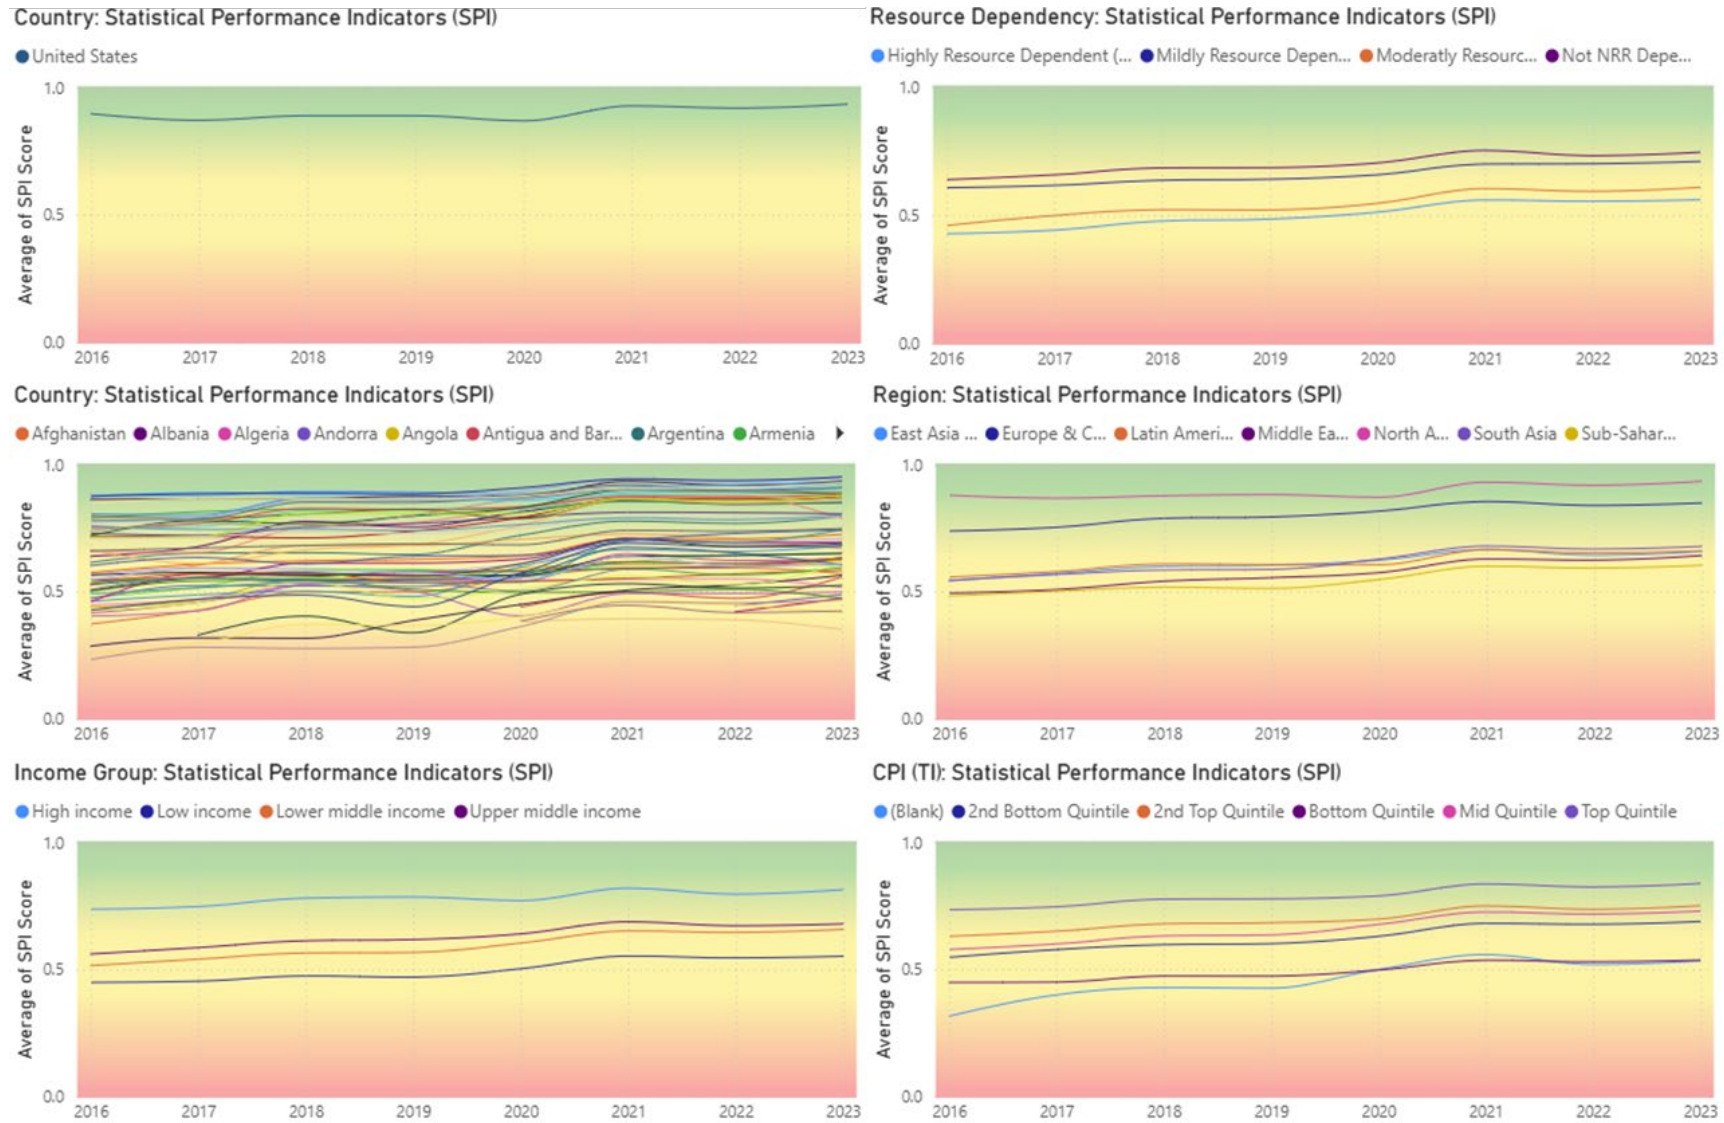 Country: Statistical Performance Indicators (SPI)
United States
1.0
0.5
0.0
Average of SPI Score
2016 2017 2018 2019 2020 2021 2022 2023
Resource Dependency: Statistical Performance Indicators (SPI)
Highly Resource Dependent (... Mildly Resource Depen... Moderatly Resourc... Not NRR Depe...
1.0
0.5
0.0
Average of SPI Score
2016 2017 2018 2019 2020 2021 2022 2023
Country: Statistical Performance Indicators (SPI)
Afghanistan Albania Algeria Andorra Angola Antigua and Bar... Argentina Armenia
1.0
0.5
0.0
Average of SPI Score
2016 2017 2018 2019 2020 2021 2022 2023
Region: Statistical Performance Indicators (SPI)
East Asia ... Europe & C... Latin Ameri... Middle Ea... North A... South Asia Sub-Sahar...
1.0
0.5
0.0
Average of SPI Score
2016 2017 2018 2019 2020 2021 2022 2023
Income Group: Statistical Performance Indicators (SPI)
High income Low income Lower middle income Upper middle income
1.0
0.5
0.0
Average of SPI Score
2016 2017 2018 2019 2020 2021 2022 2023
CPI (TI): Statistical Performance Indicators (SPI)
(Blank) 2nd Bottom Quintile 2nd Top Quintile Bottom Quintile Mid Quintile Top Quintile
1.0
0.5
0.0
Average of SPI Score
2016 2017 2018 2019 2020 2021 2022 2023